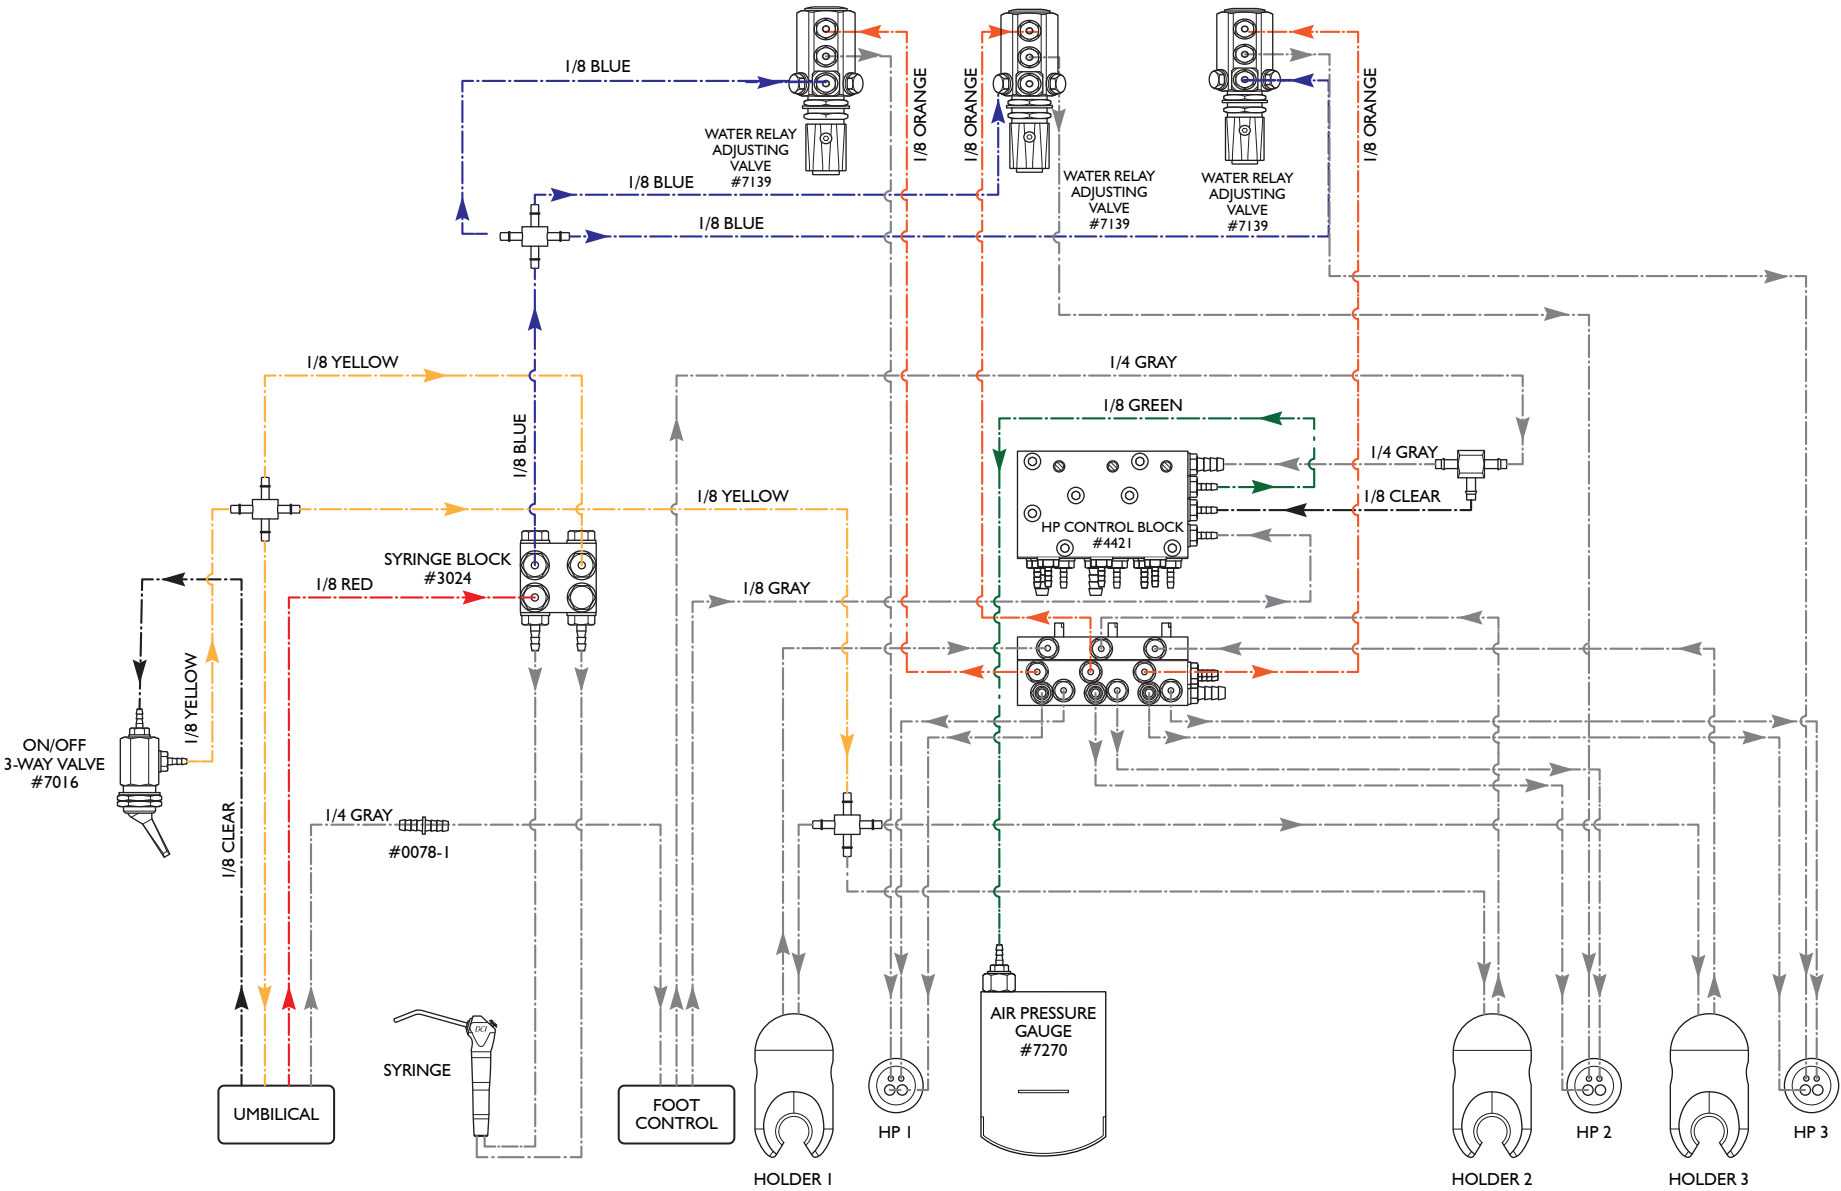 1/8 BLUE
1/8 ORANGE
1/8 ORANGE
1/8 ORANGE
WATER RELAY
ADJUSTING
VALVE
#7139
WATER RELAY
ADJUSTING
VALVE
#7139
WATER RELAY
ADJUSTING
VALVE
#7139
1/8 BLUE
1/8 BLUE
1/8 YELLOW
1/4 GRAY
1/8 GREEN
1/8 BLUE
1/4 GRAY
1/8 YELLOW
1/8 CLEAR
HP CONTROL BLOCK
#4421
SYRINGE BLOCK
#3024
1/8 RED
1/8 GRAY
1/8 YELLOW
ON/OFF
3-WAY VALVE
#7016
1/8 CLEAR
1/4 GRAY
#0078-1
DCI
SYRINGE
UMBILICAL
FOOT
CONTROL
AIR PRESSURE
GAUGE
#7270
HP 1
HP 2
HP 3
HOLDER 1
HOLDER 2
HOLDER 3